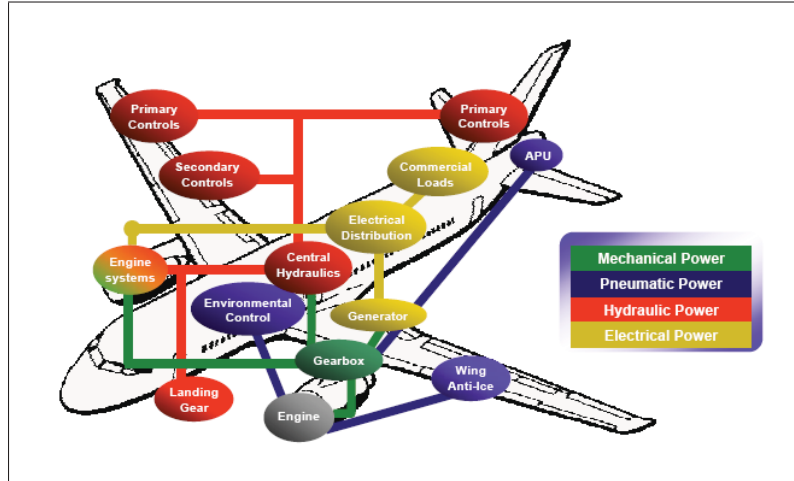 Primary
Controls
Primary
Controls
Secondary
Controls
Commercial
Loads
APU
Electrical
Distribution
Engine
systems
Central
Hydraulics
Environmental
Control
Generator
Gearbox
Wing
Anti-Ice
Landing
Gear
Engine
Mechanical Power
Pneumatic Power
Hydraulic Power
Electrical Power